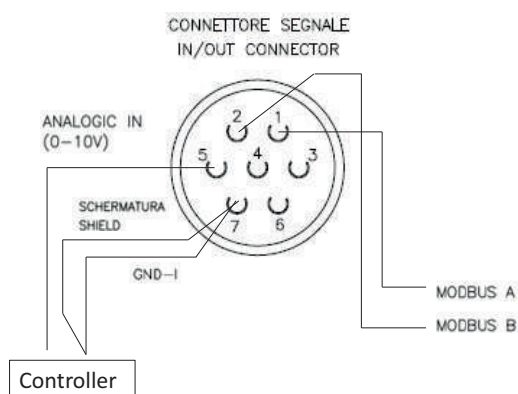 CONNETTORE SEGNALE
IN/OUT CONNECTOR
ANALOGIC IN
(0-10V)
2
1
5
4
3
7
6
SCHERMATURA
SHIELD
GND-I
MODBUS A
MODBUS B
Controller